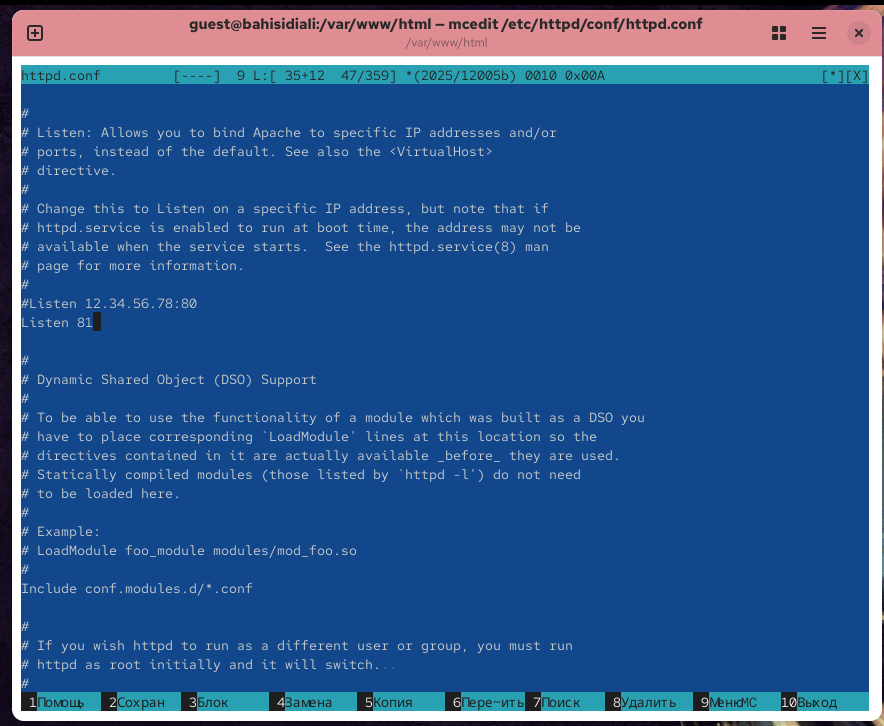 guest@bahisidiali:/var/www/html — mcedit /etc/httpd/conf/httpd.conf
/var/www/html
httpd.conf         [----]  9 L:[ 35+12  47/359] *(2025/12005b) 0010 0x00A                           [*][X]
#
# Listen: Allows you to bind Apache to specific IP addresses and/or
# ports, instead of the default. See also the <VirtualHost>
# directive.
#
# Change this to Listen on a specific IP address, but note that if
# httpd.service is enabled to run at boot time, the address may not be
# available when the service starts.  See the httpd.service(8) man
# page for more information.
#
#Listen 12.34.56.78:80
Listen 81
#
# Dynamic Shared Object (DSO) Support
#
# To be able to use the functionality of a module which was built as a DSO you
# have to place corresponding `LoadModule' lines at this location so the
# directives contained in it are actually available _before_ they are used.
# Statically compiled modules (those listed by `httpd -l') do not need
# to be loaded here.
#
# Example:
# LoadModule foo_module modules/mod_foo.so
#
Include conf.modules.d/*.conf
#
# If you wish httpd to run as a different user or group, you must run
# httpd as root initially and it will switch...
#
1Помощь 2Сохран 3Блок 4Замена 5Копия 6Пере~ить 7Поиск 8Удалить 9МенюMC 10Выход